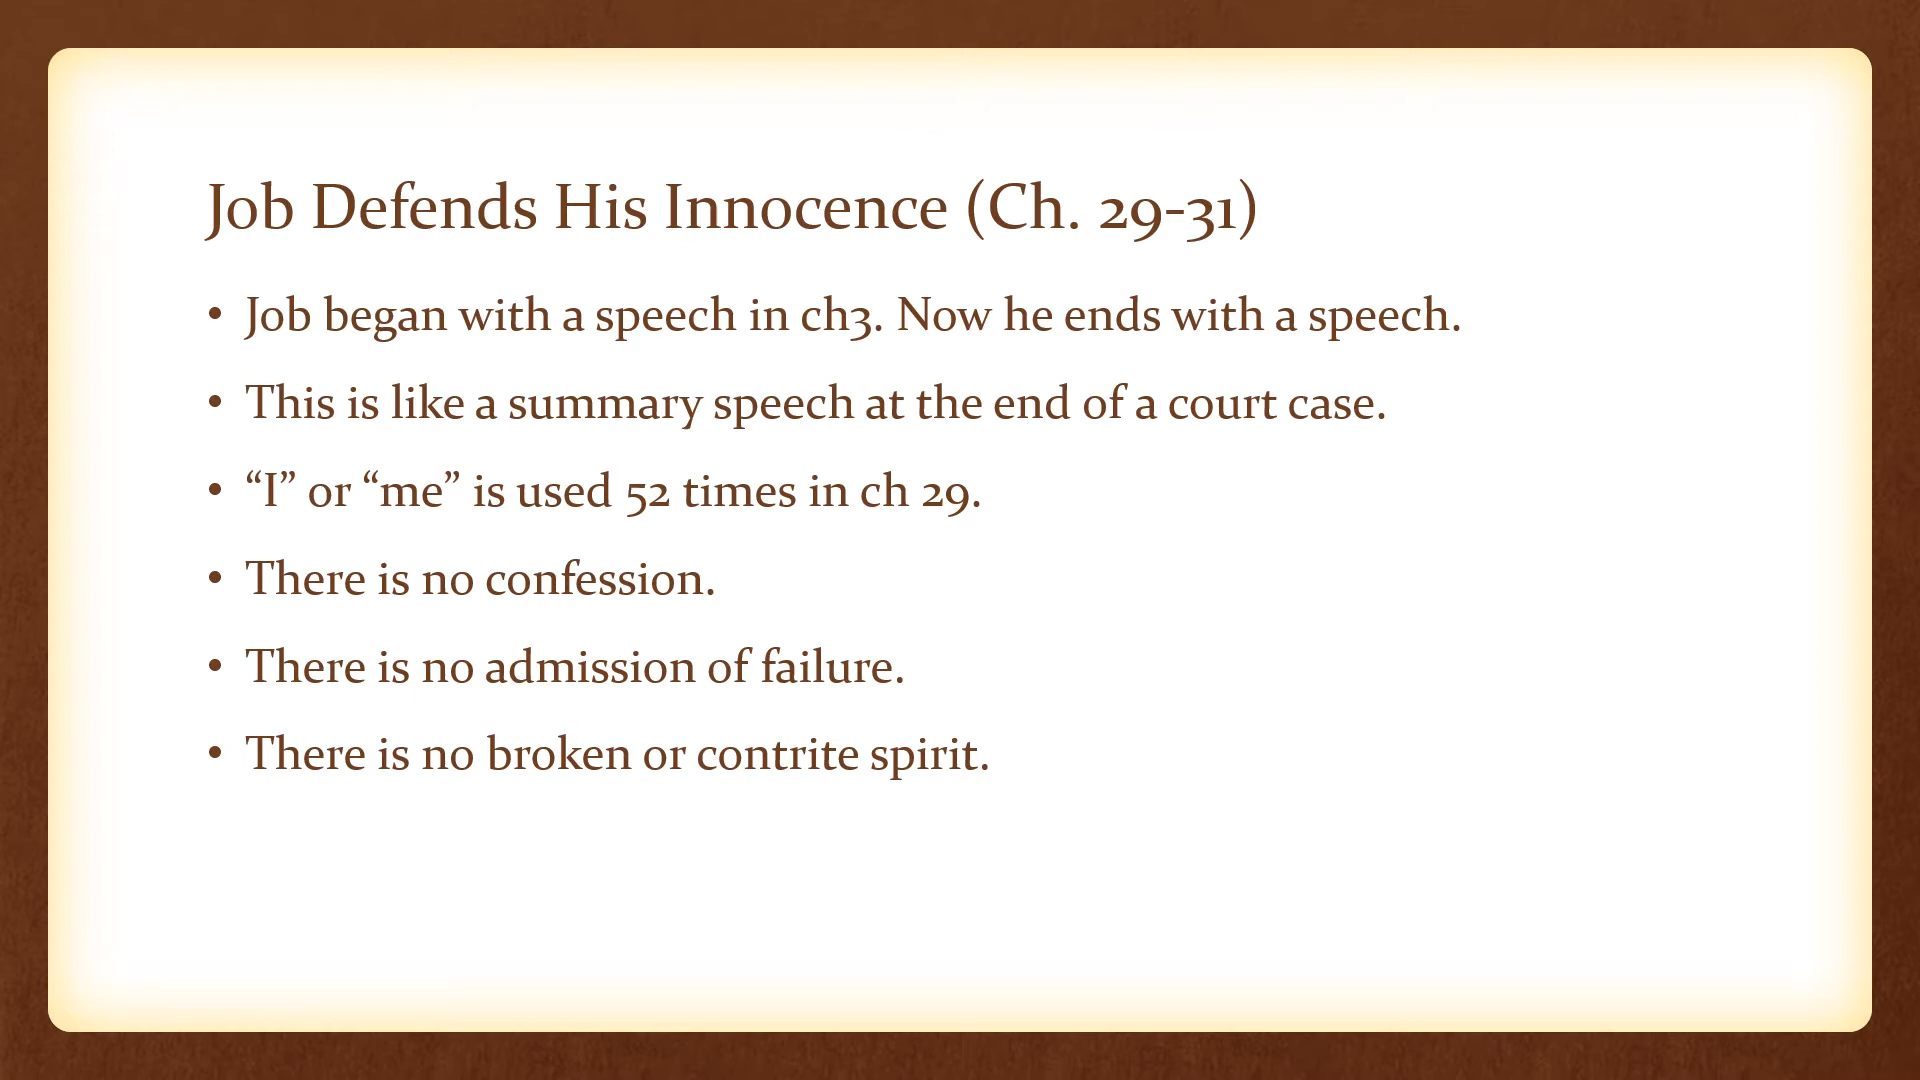 Job Defends His Innocence (Ch. 29-31)
• Job began with a speech in ch3. Now he ends with a speech.
• This is like a summary speech at the end of a court case.
• “I” or “me” is used 52 times in ch 29.
• There is no confession.
• There is no admission of failure.
• There is no broken or contrite spirit.